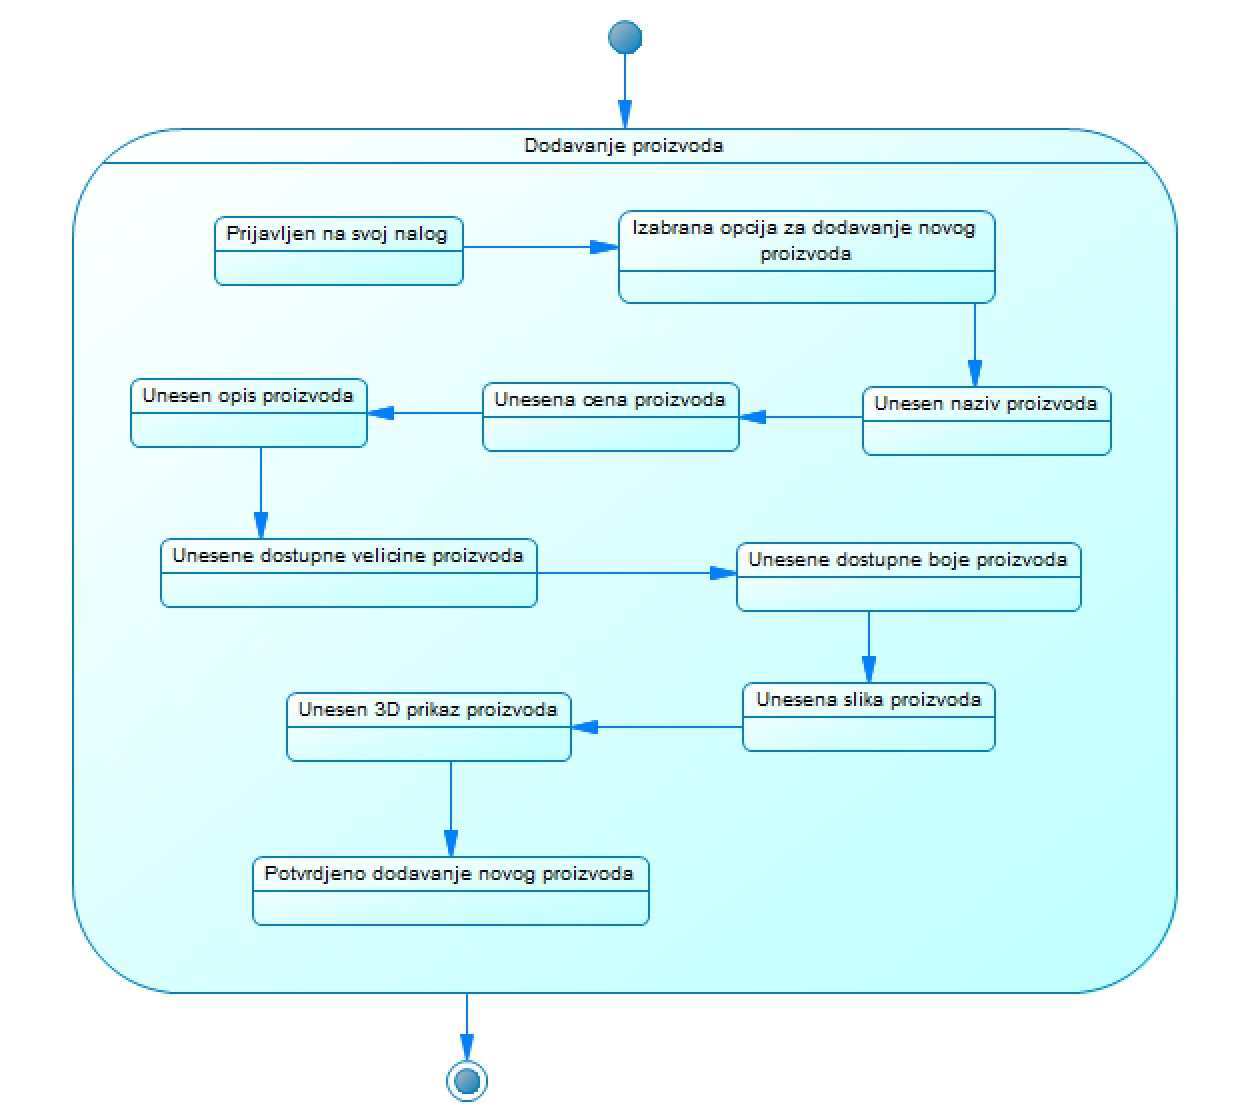 Dodavanje proizvoda
Prijavljen na svoj nalog
Izabrana opcija za dodavanje novog
proizvoda
Unesen naziv proizvoda
Unesena cena proizvoda
Unesen opis proizvoda
Unesene dostupne velicine proizvoda
Unesene dostupne boje proizvoda
Unesena slika proizvoda
Unesen 3D prikaz proizvoda
Potvrdjeno dodavanje novog proizvoda